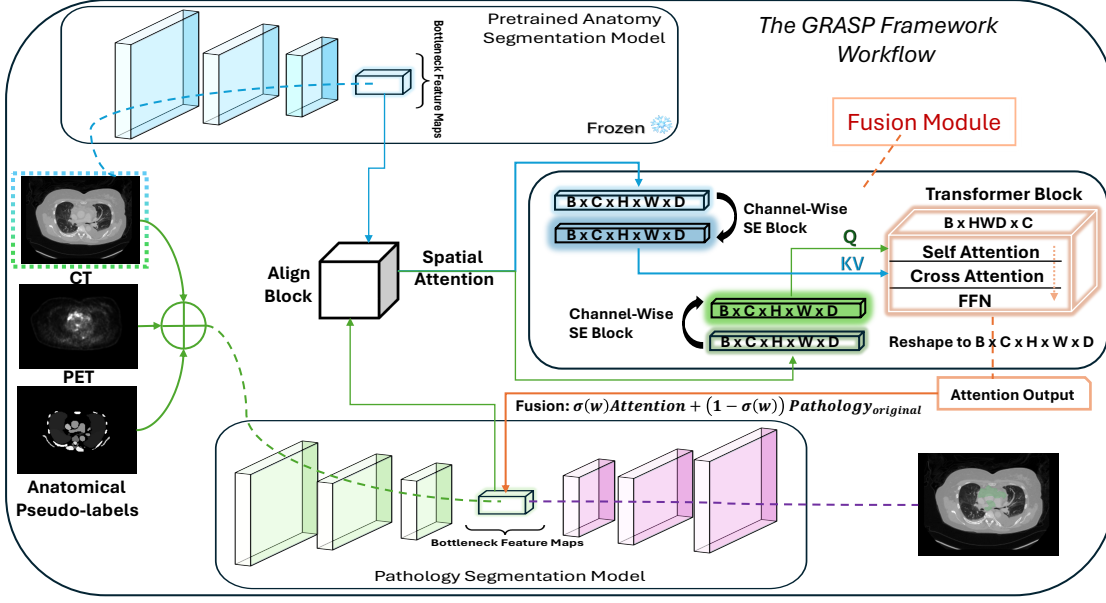 The GRASP Framework
Workflow
Pretrained Anatomy
Segmentation Model
Bottleneck
Feature Maps
Frozen
Fusion Module
CT
PET
Anatomical
Pseudo-labels
Align
Block
Spatial
Attention
B x C x H x W x D
B x C x H x W x D
Channel-Wise
SE Block
Q
KV
Channel-Wise
SE Block
B x C x H x W x D
B x C x H x W x D
Transformer Block
B x HWD x C
Self Attention
Cross Attention
FFN
Reshape to B x C x H x W x D
Attention Output
Fusion: σ(w)Attention + (1 − σ(w)) Pathology_original
Bottleneck Feature Maps
Pathology Segmentation Model